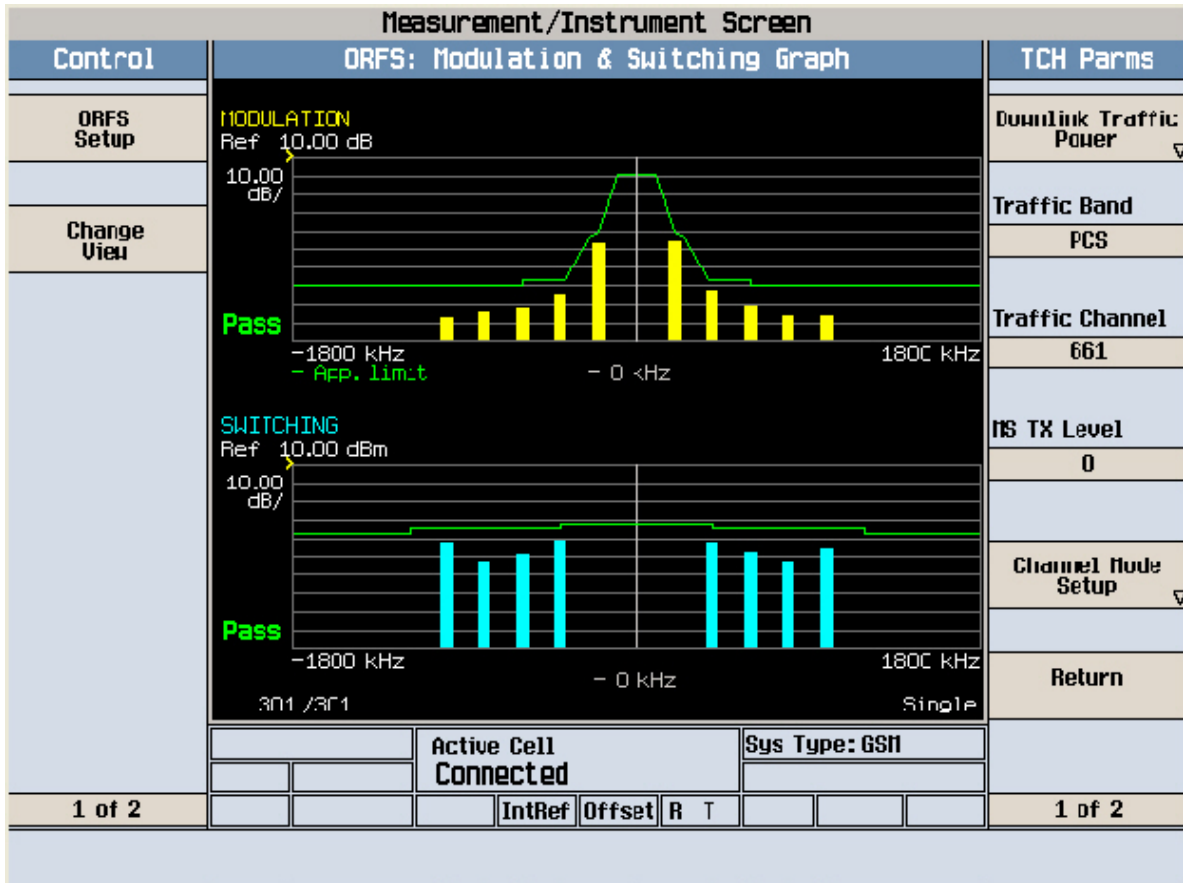 Measurement/Instrument Screen
Control
ORFS: Modulation & Switching Graph
TCH Parms
ORFS
Setup
Change
View
1 of 2
MODULATION
Ref 10.00 dB
10.00
dB/
Pass
-1800 kHz
1800 kHz
- App. limit
- 0 kHz
SWITCHING
Ref 10.00 dBm
10.00
dB/
Pass
-1800 kHz
1800 kHz
- 0 kHz
301/301
Single
Active Cell
Connected
Sys Type: GSM
IntRef
Offset
R T
Downlink Traffic
Power
Traffic Band
PCS
Traffic Channel
661
MS TX Level
0
Channel Mode
Setup
Return
1 of 2